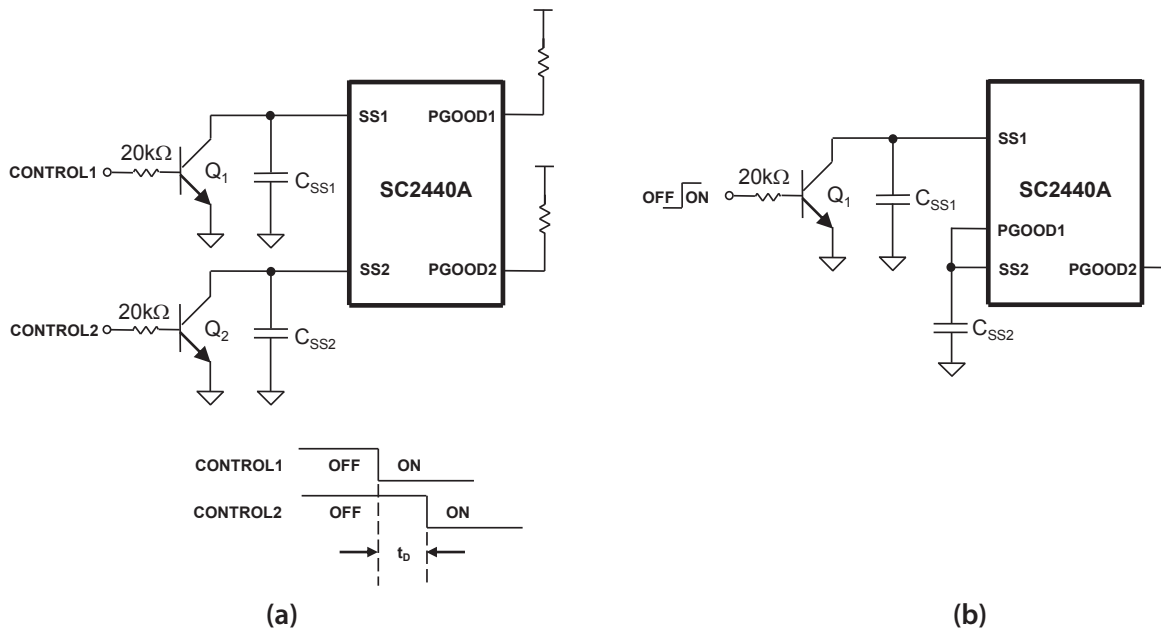 SS1
PGOOD1
20kΩ
CONTROL1
Q1
CSS1
SC2440A
SS2
PGOOD2
20kΩ
CONTROL2
Q2
CSS2
CONTROL1 OFF ON
CONTROL2 OFF ON
tD
(a)
SS1
20kΩ
OFF ON
Q1
CSS1
SC2440A
PGOOD1
SS2
PGOOD2
CSS2
(b)